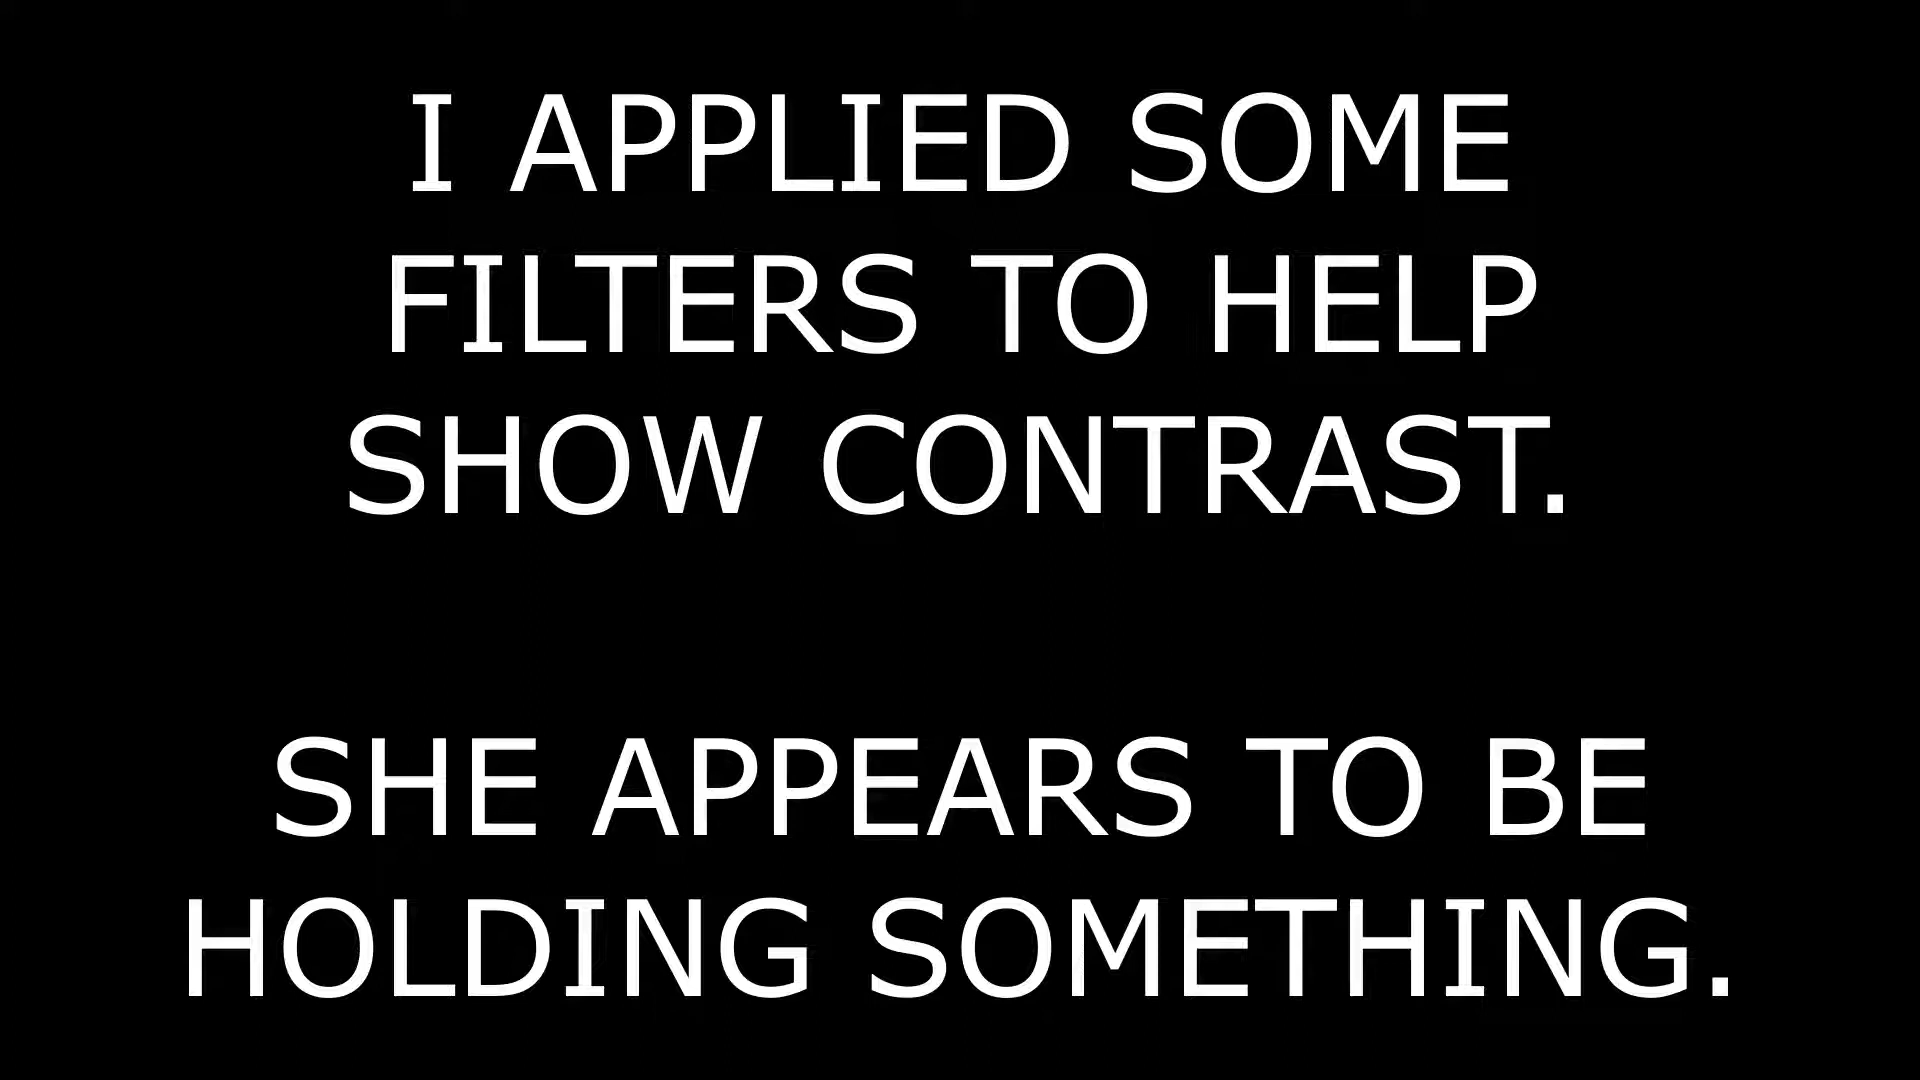 I APPLIED SOME
FILTERS TO HELP
SHOW CONTRAST.
SHE APPEARS TO BE
HOLDING SOMETHING.